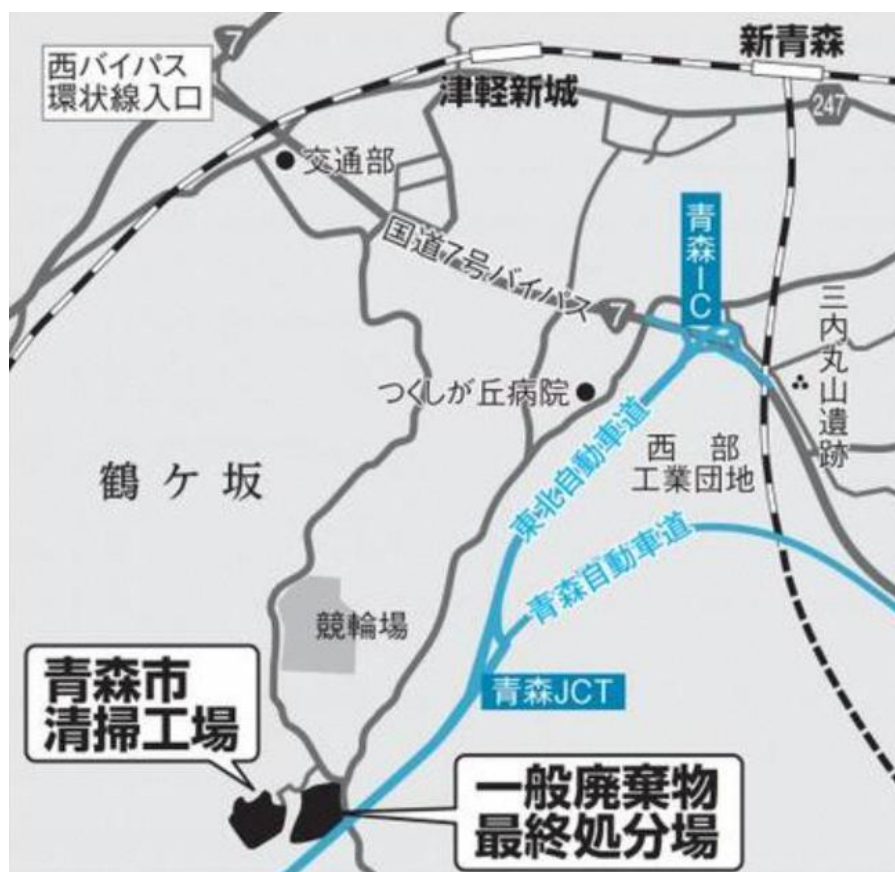 7
西バイパス
環状線入口
津軽新城
新青森
247
交通部
国道7号バイパス
7
青森IC
三内丸山遺跡
つくしが丘病院
西部
工業団地
鶴ケ坂
東北自動車道
青森自動車道
競輪場
青森JCT
青森市
清掃工場
一般廃棄物
最終処分場